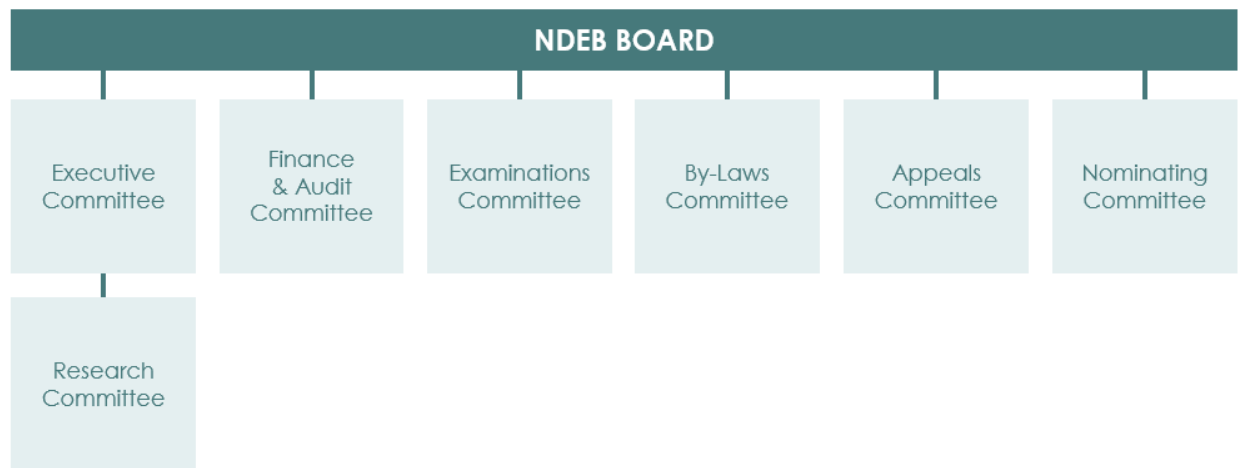 NDEB BOARD
Executive
Committee
Finance
& Audit
Committee
Examinations
Committee
By-Laws
Committee
Appeals
Committee
Nominating
Committee
Research
Committee